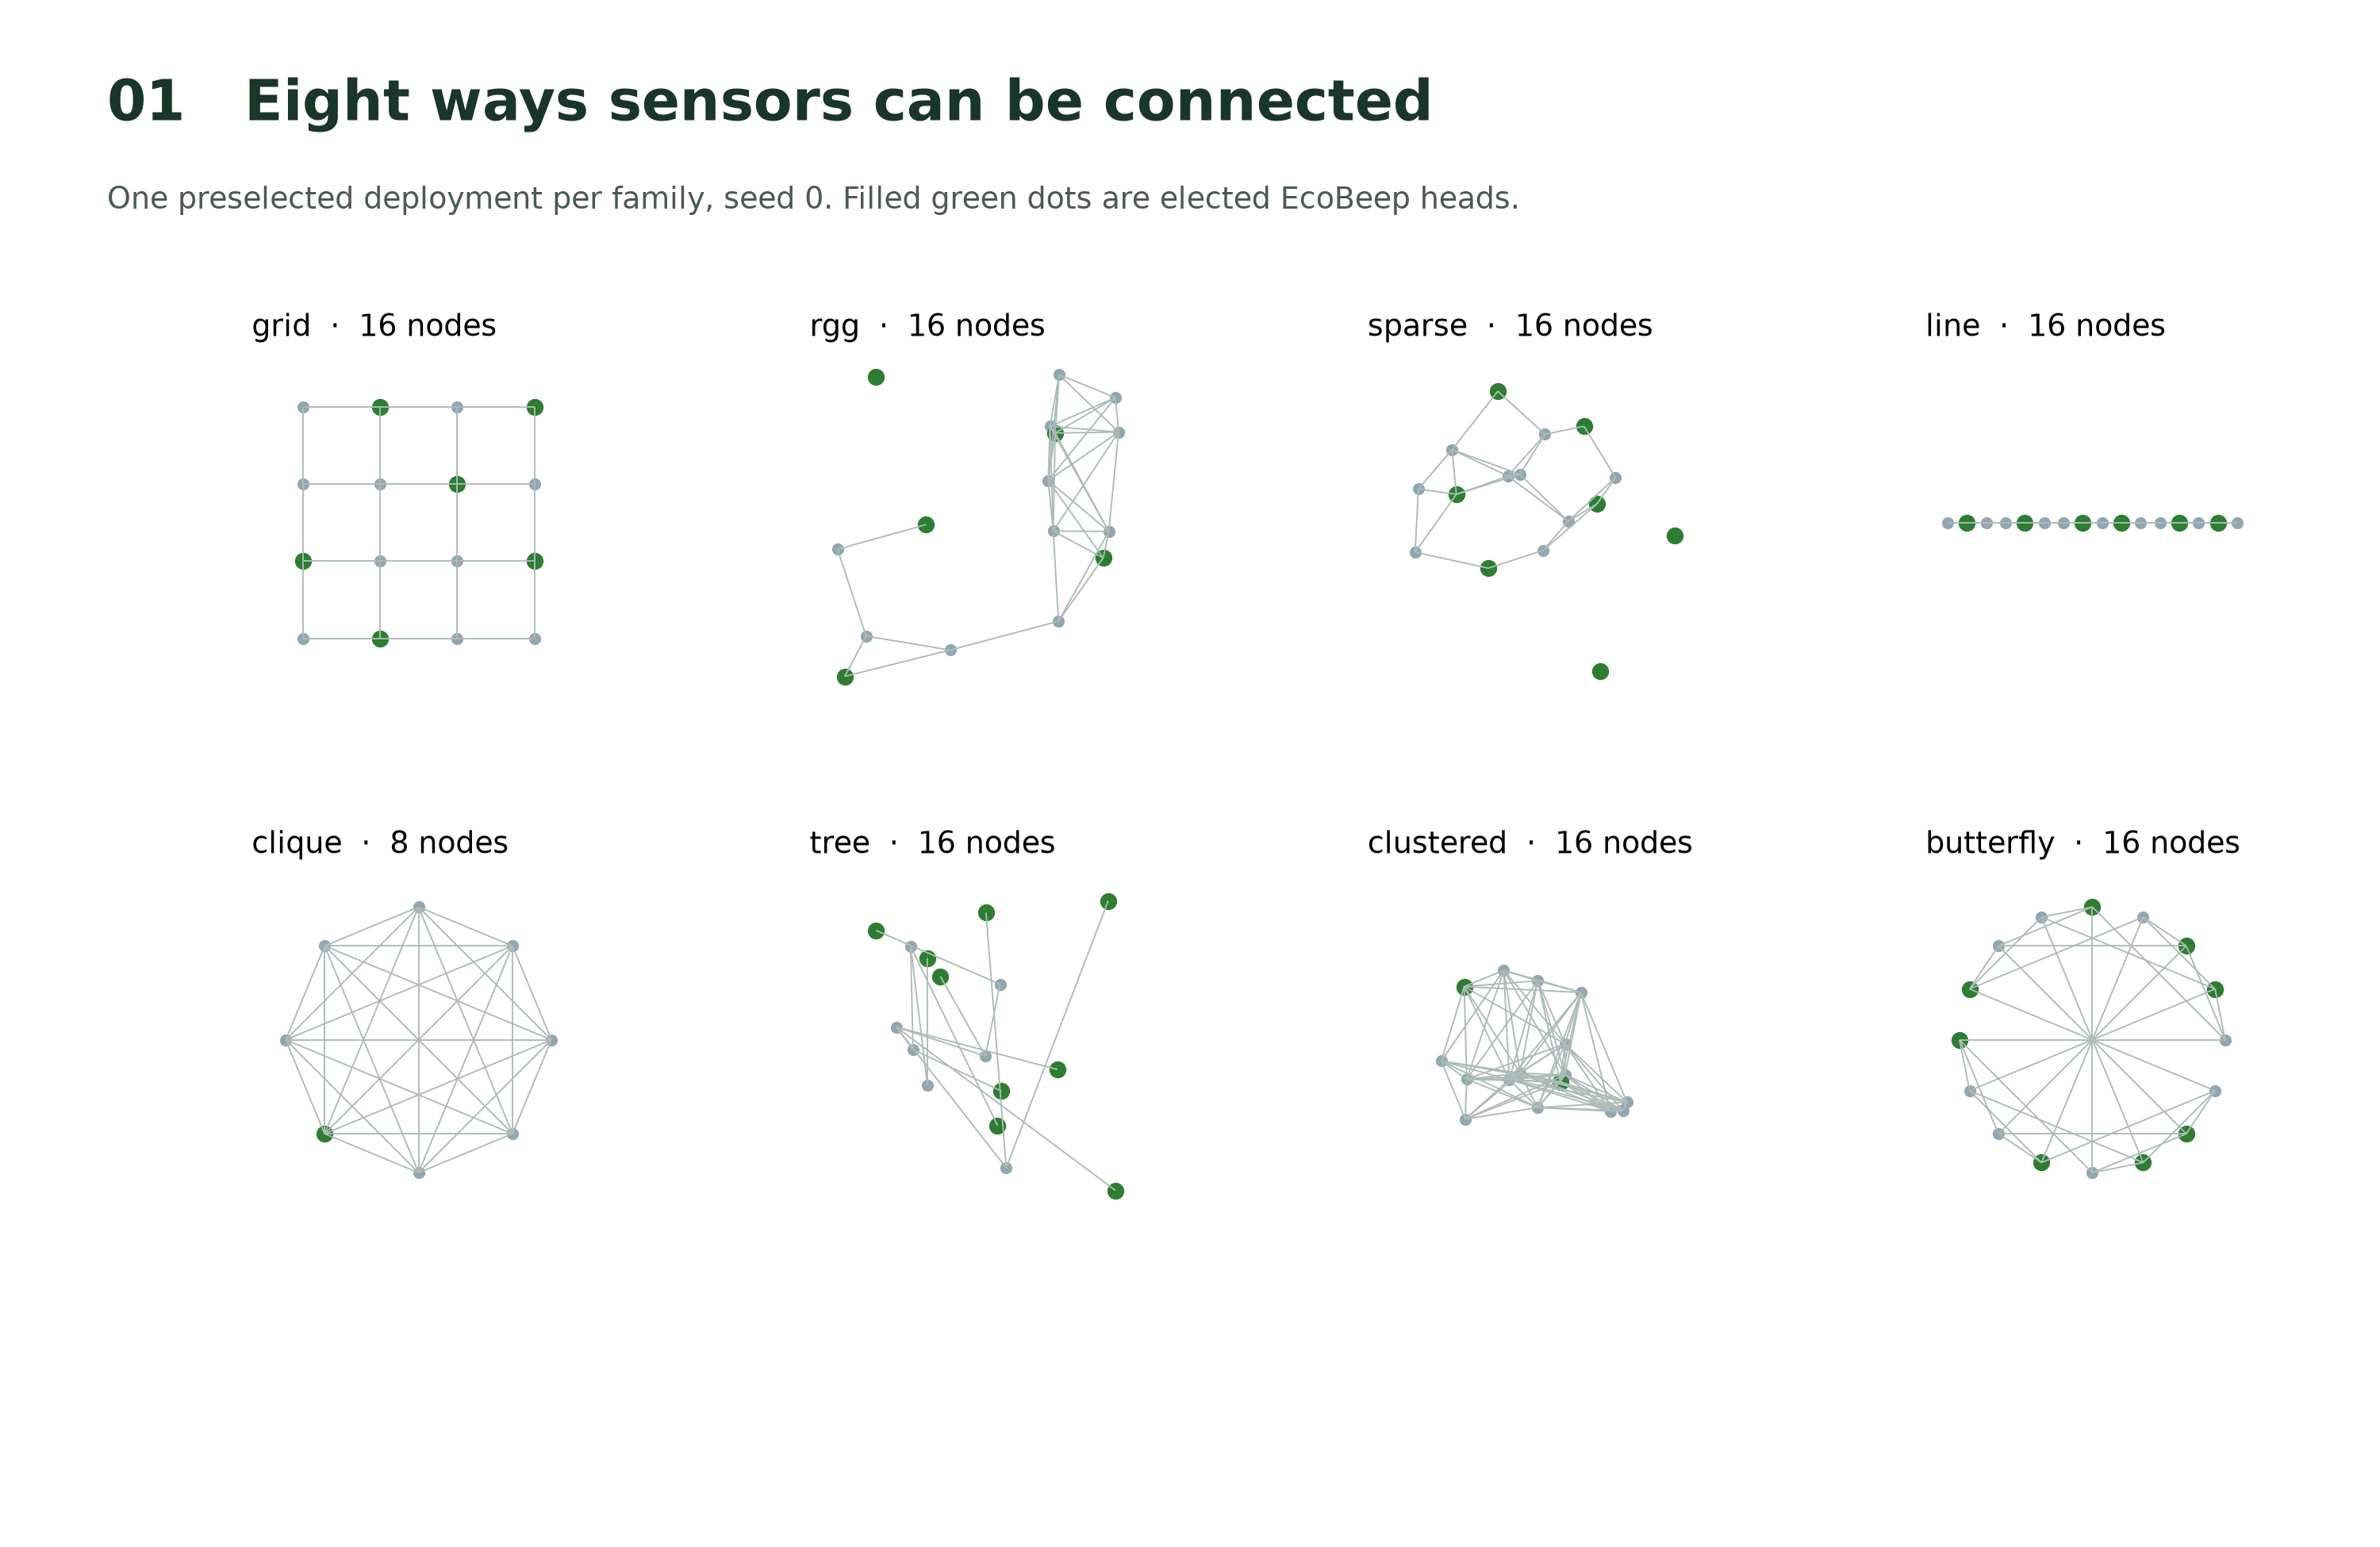 01 Eight ways sensors can be connected
One preselected deployment per family, seed 0. Filled green dots are elected EcoBeep heads.
grid · 16 nodes
rgg · 16 nodes
sparse · 16 nodes
line · 16 nodes
clique · 8 nodes
tree · 16 nodes
clustered · 16 nodes
butterfly · 16 nodes